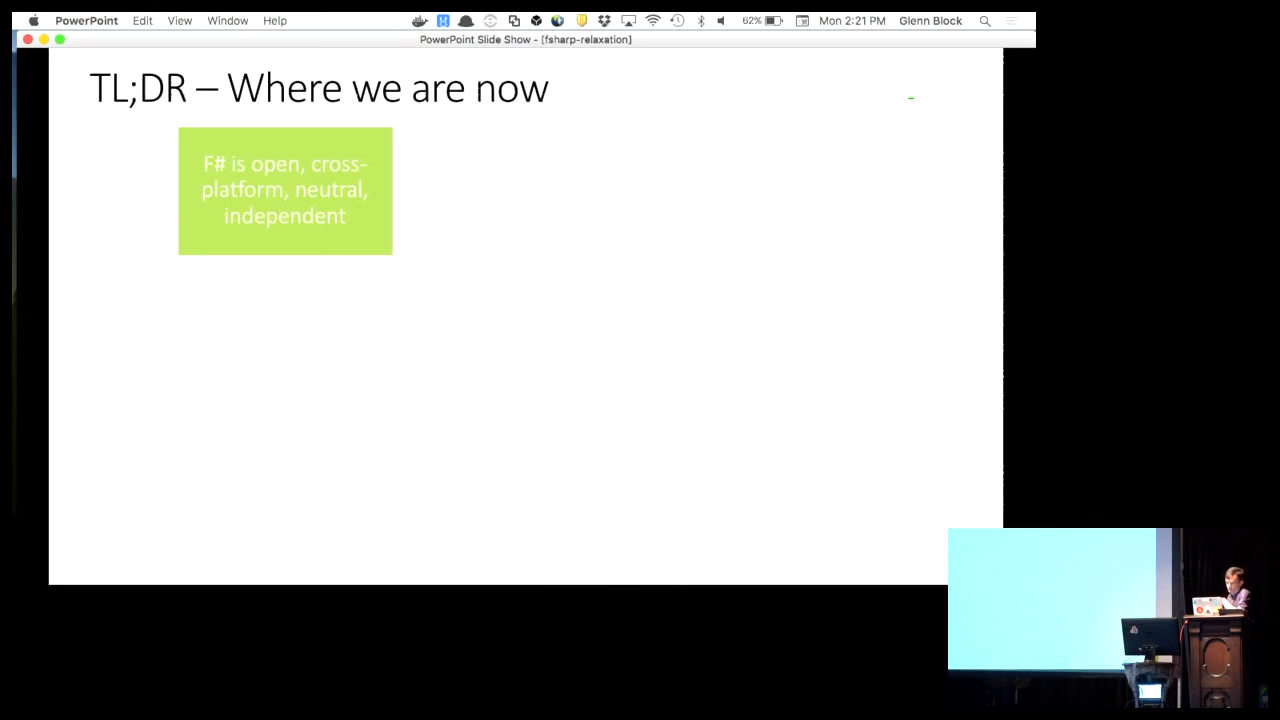 PowerPoint Edit View Window Help 62% Mon 2:21 PM Glenn Block
PowerPoint Slide Show - [fsharp-relaxation]
TL;DR – Where we are now
F# is open, cross-
platform, neutral,
independent